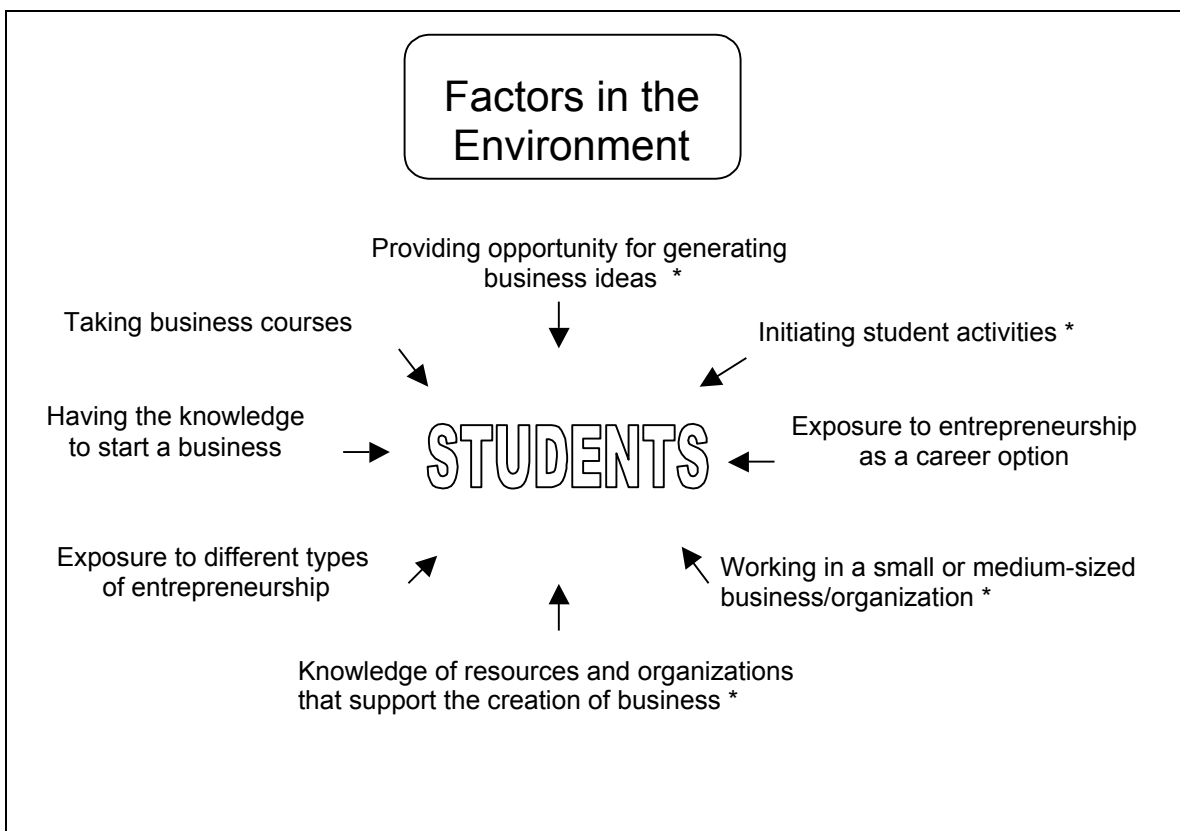 Factors in the
Environment
Providing opportunity for generating
business ideas *
Taking business courses
Initiating student activities *
Having the knowledge
to start a business
STUDENTS
Exposure to entrepreneurship
as a career option
Exposure to different types
of entrepreneurship
Working in a small or medium-sized
business/organization *
Knowledge of resources and organizations
that support the creation of business *